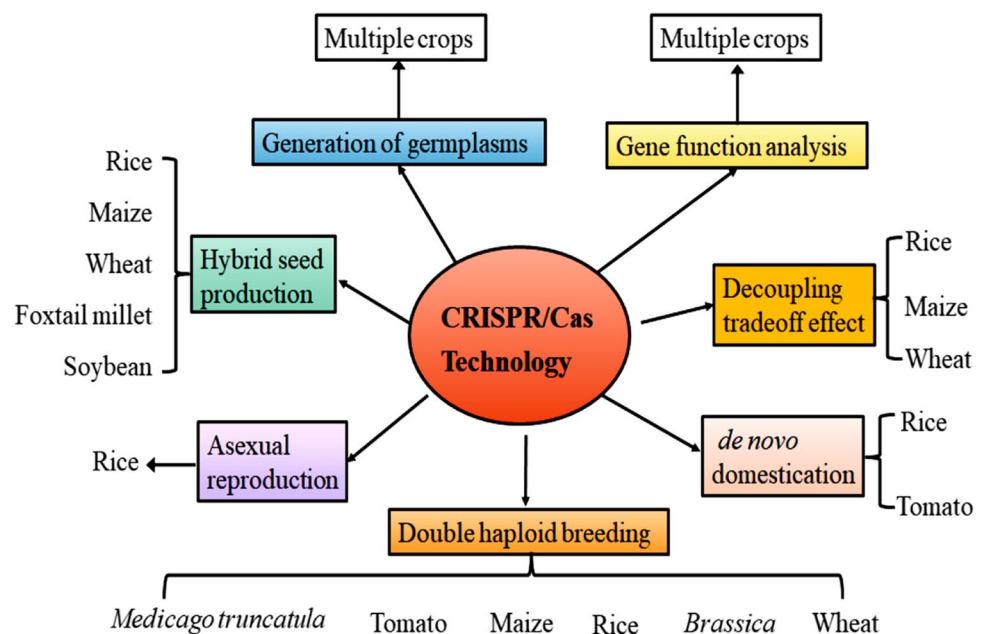 Multiple crops
Multiple crops
Generation of germplasms
Gene function analysis
Rice
Maize
Wheat
Foxtail millet
Soybean
Hybrid seed
production
CRISPR/Cas
Technology
Decoupling
tradeoff effect
Rice
Maize
Wheat
Rice
Asexual
reproduction
de novo
domestication
Rice
Tomato
Double haploid breeding
Medicago truncatula Tomato Maize Rice Brassica Wheat